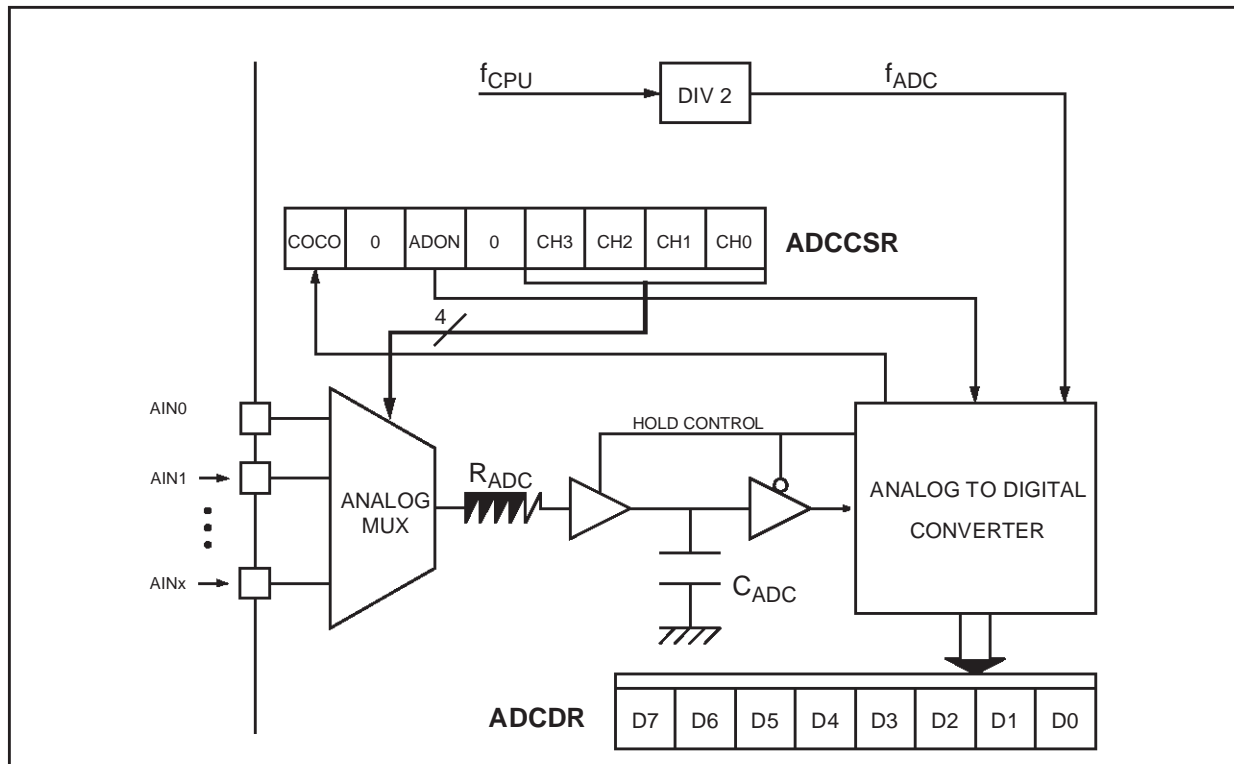 fCPU
DIV 2
fADC
COCO 0 ADON 0 CH3 CH2 CH1 CH0 ADCCSR
4
AIN0
HOLD CONTROL
AIN1
RADC
ANALOG
MUX
ANALOG TO DIGITAL
CONVERTER
AINx
CADC
ADCDR D7 D6 D5 D4 D3 D2 D1 D0